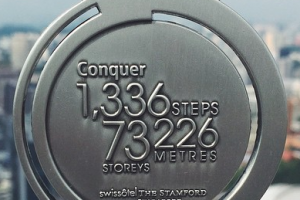 Conquer
1,336 STEPS
73 226
STOREYS METRES
swissôtel THE STAMFORD